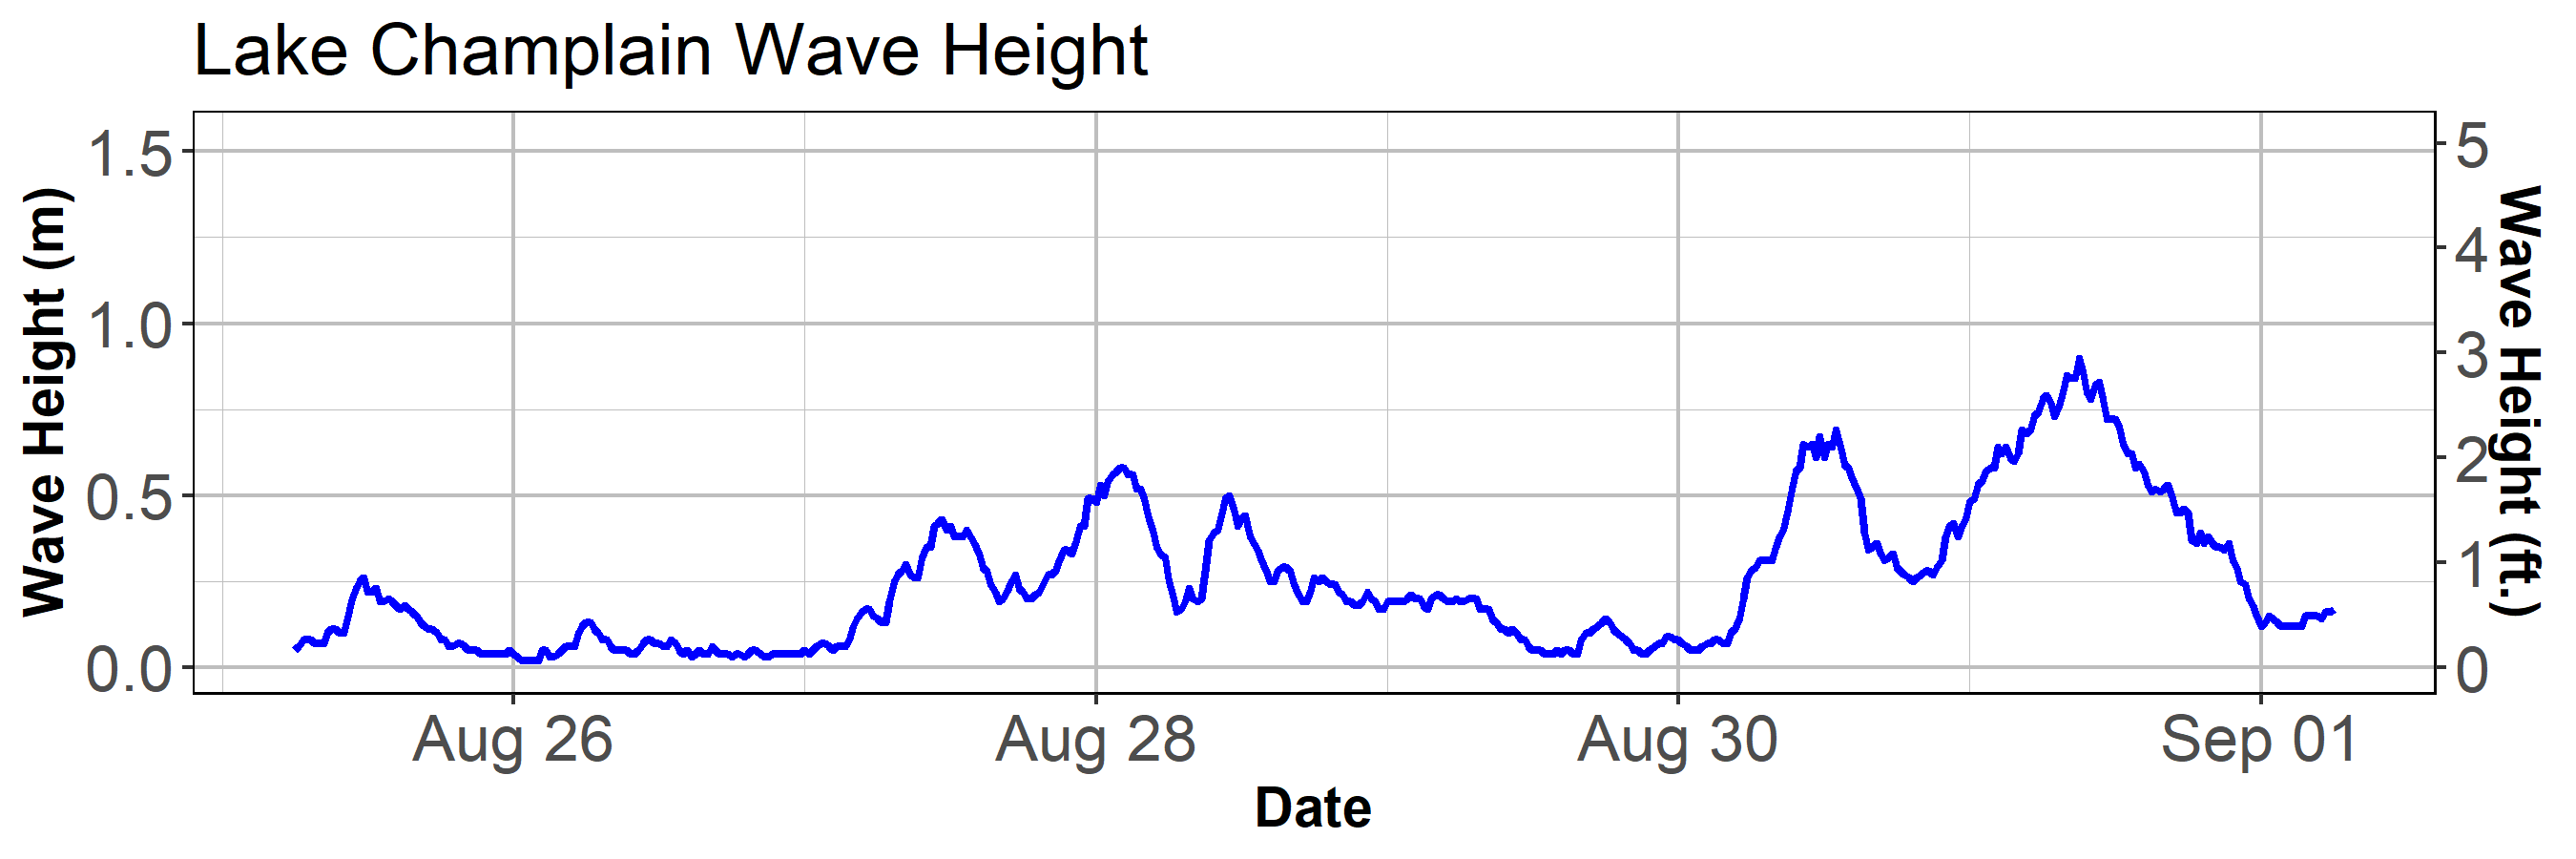 Lake Champlain Wave Height
Wave Height (m)
1.5
1.0
0.5
0.0
5
4
3
2
1
0
Wave Height (ft.)
Aug 26
Aug 28
Aug 30
Sep 01
Date